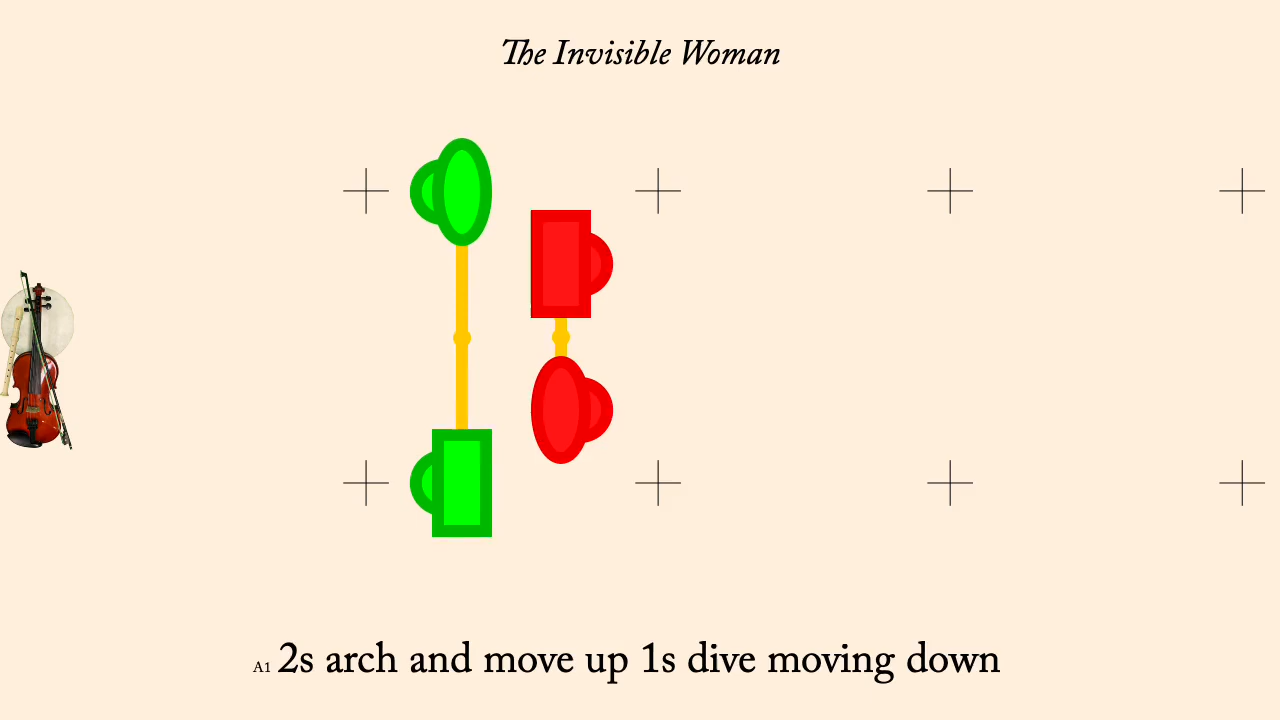 The Invisible Woman
A1 2s arch and move up 1s dive moving down